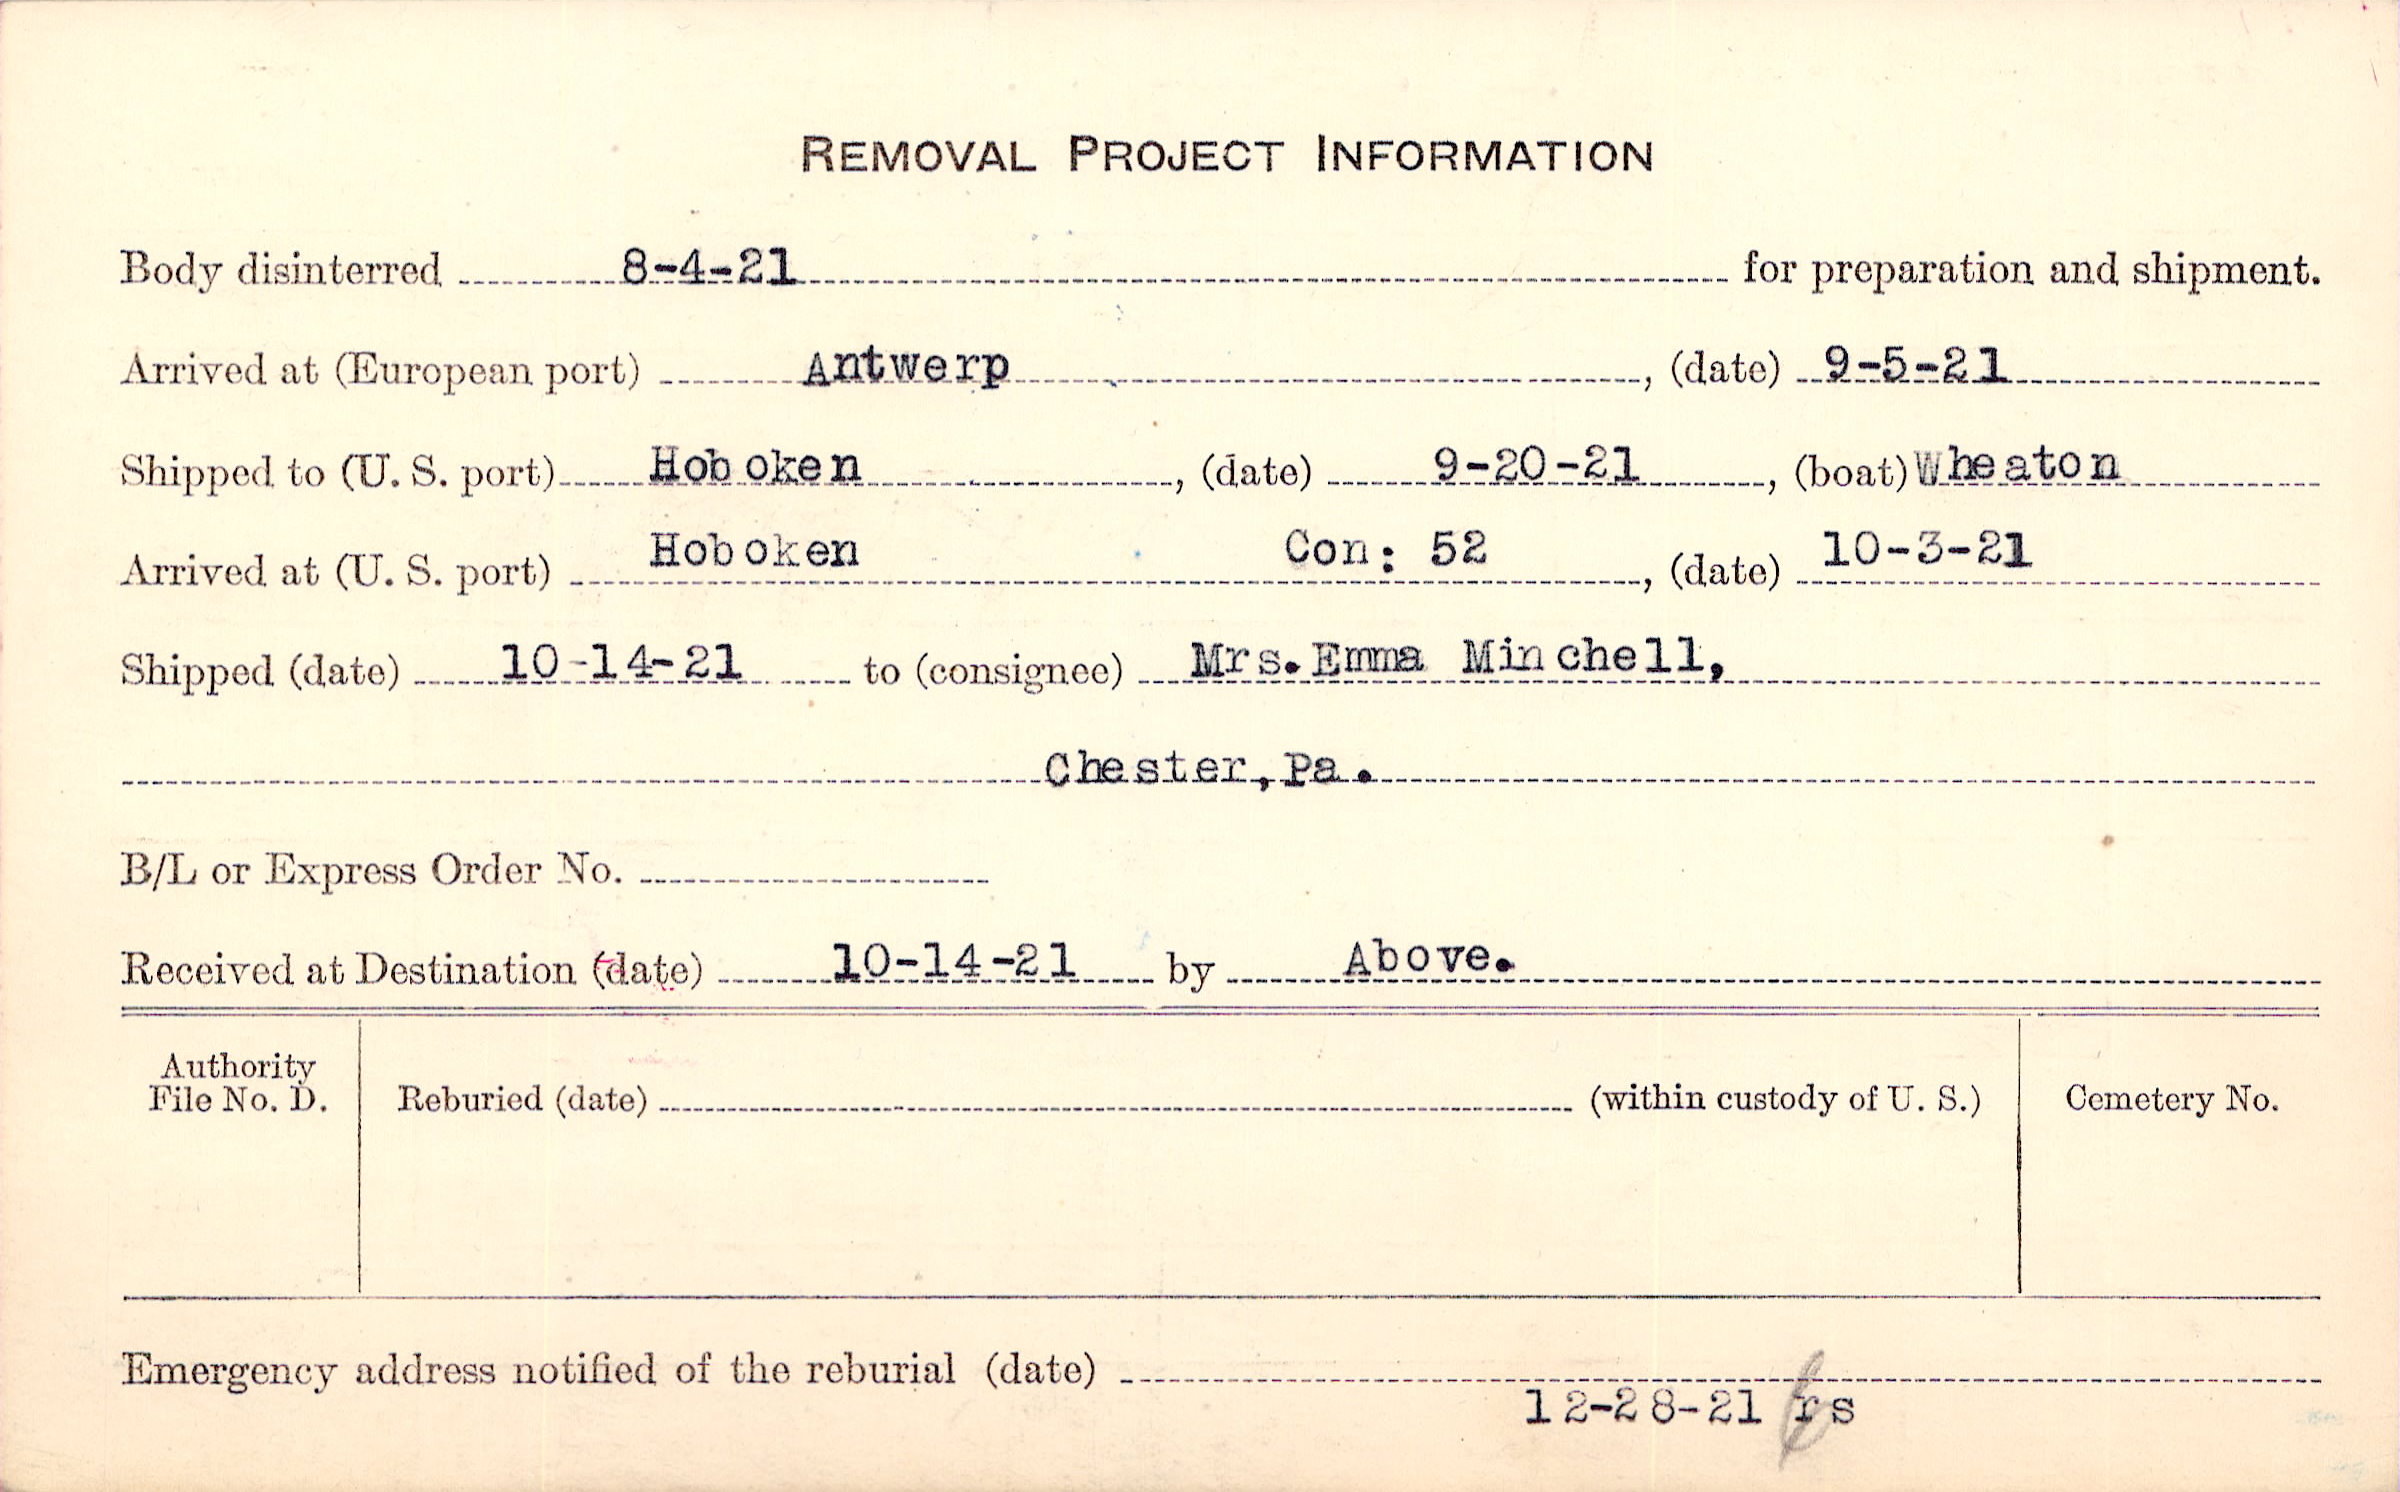 REMOVAL PROJECT INFORMATION
Body disinterred 8-4-21 for preparation and shipment.
Arrived at (European port) Antwerp, (date) 9-5-21
Shipped to (U. S. port) Hoboken, (date) 9-20-21, (boat) Wheaton
Arrived at (U. S. port) Hoboken Con: 52, (date) 10-3-21
Shipped (date) 10-14-21 to (consignee) Mrs. Emma Minchell,
Chester, Pa.
B/L or Express Order No.
Received at Destination (date) 10-14-21 by Above.
Authority
File No. D.
Reburied (date) (within custody of U. S.)
Cemetery No.
Emergency address notified of the reburial (date)
12-28-21 rs